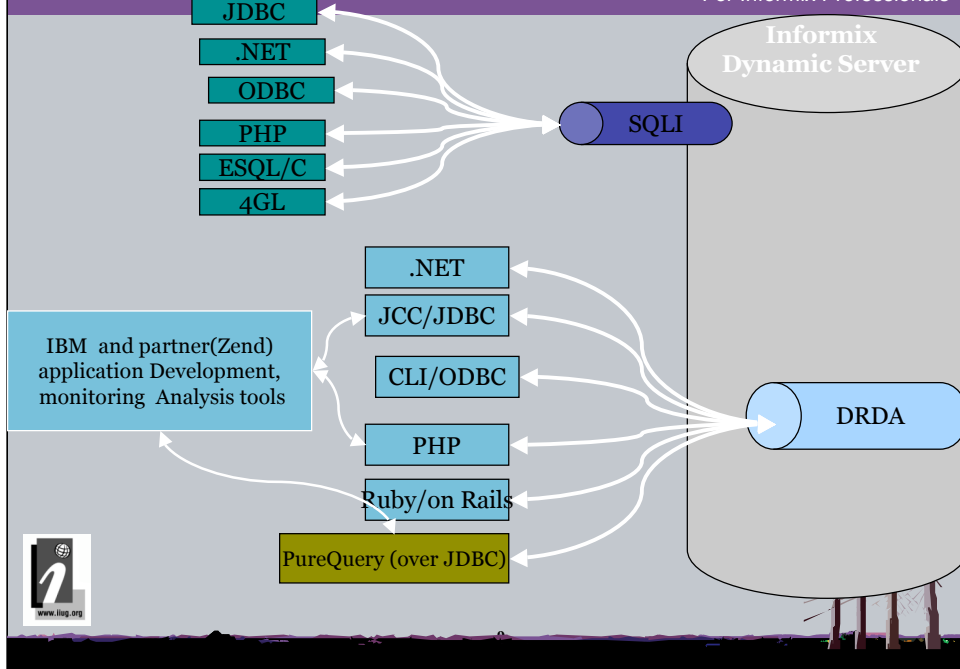 JDBC
.NET
ODBC
PHP
ESQL/C
4GL
Informix
Dynamic Server
SQLI
.NET
JCC/JDBC
CLI/ODBC
PHP
Ruby/on Rails
PureQuery (over JDBC)
IBM and partner(Zend)
application Development,
monitoring Analysis tools
DRDA
www.iiug.org